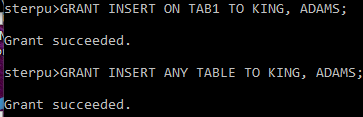 sterpu>GRANT INSERT ON TAB1 TO KING, ADAMS;
Grant succeeded.
sterpu>GRANT INSERT ANY TABLE TO KING, ADAMS;
Grant succeeded.